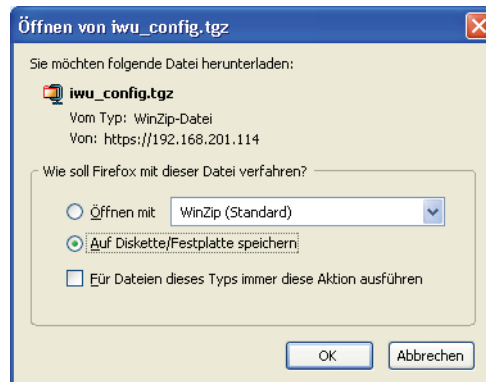 Öffnen von iwu_config.tgz
Sie möchten folgende Datei herunterladen:
iwu_config.tgz
Vom Typ: WinZip-Datei
Von: https://192.168.201.114
Wie soll Firefox mit dieser Datei verfahren?
Öffnen mit WinZip (Standard)
Auf Diskette/Festplatte speichern
Für Dateien dieses Typs immer diese Aktion ausführen
OK Abbrechen